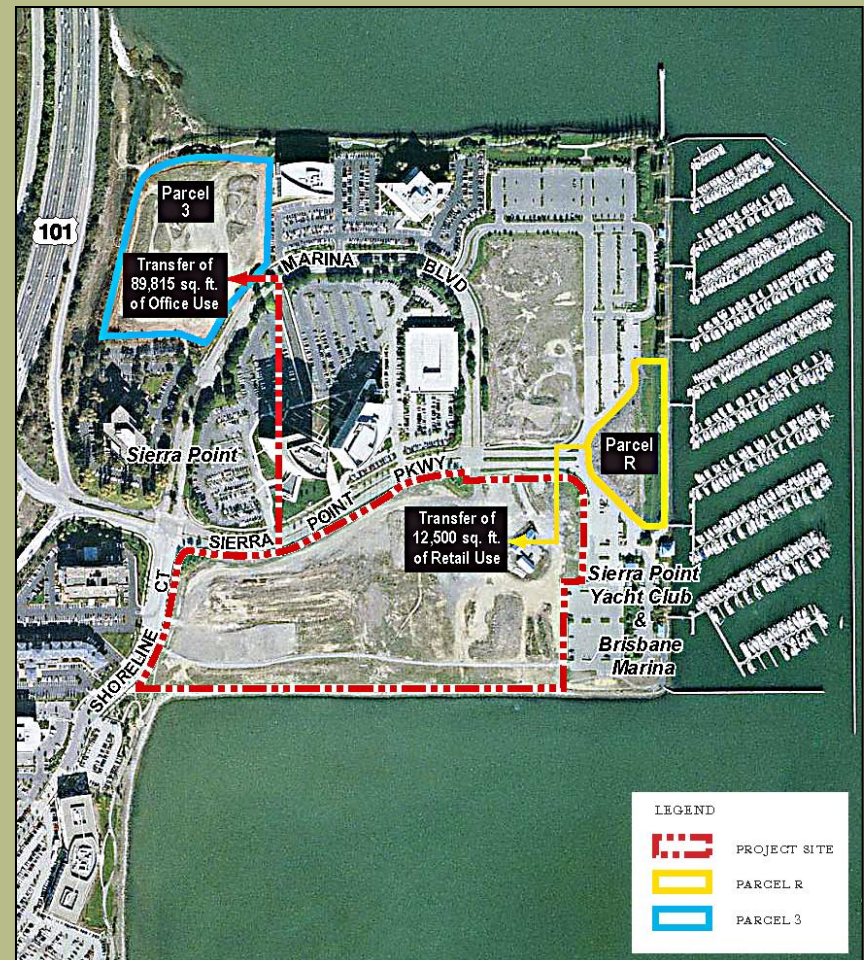 Parcel
3
101
Transfer of
89,815 sq. ft.
of Office Use
MARINA BLVD
Sierra Point
Parcel
R
SIERRA POINT PKWY
Transfer of
12,500 sq. ft.
of Retail Use
SHORELINE CT
Sierra Point
Yacht Club
&
Brisbane
Marina
LEGEND
PROJECT SITE
PARCEL R
PARCEL 3